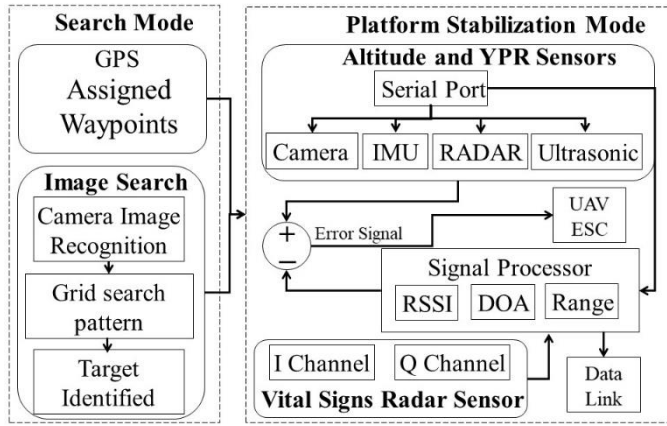 Search Mode
GPS
Assigned
Waypoints
Image Search
Camera Image
Recognition
Grid search
pattern
Target
Identified
Platform Stabilization Mode
Altitude and YPR Sensors
Serial Port
Camera
IMU
RADAR
Ultrasonic
+
−
Error Signal
UAV
ESC
Signal Processor
RSSI
DOA
Range
I Channel
Q Channel
Vital Signs Radar Sensor
Data
Link